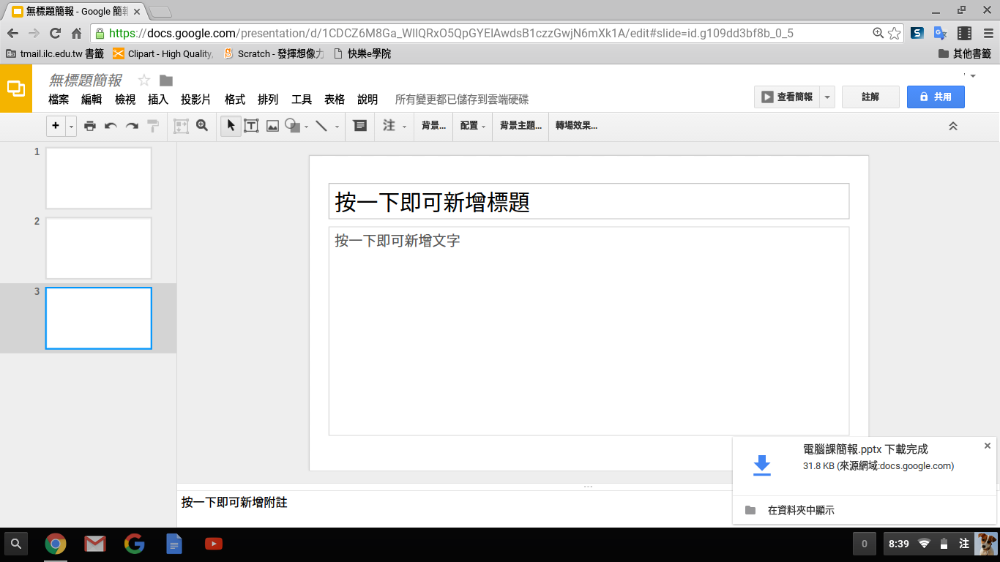 無標題簡報 - Google 簡報
https://docs.google.com/presentation/d/1CDCZ6M8Ga_WIIQRxO5QpGYEIAwdsB1czzGwjN6mXk1A/edit#slide=id.g109dd3bf8b_0_5
tmail.ilc.edu.tw 書籤 Clipart - High Quality, Scratch - 發揮想像力 快樂e學院 其他書籤
無標題簡報
檔案 編輯 檢視 插入 投影片 格式 排列 工具 表格 說明 所有變更都已儲存到雲端硬碟
查看簡報 註解 共用
注 背景... 配置 背景主題... 轉場效果...
1
2
3
按一下即可新增標題
按一下即可新增文字
按一下即可新增附註
電腦課簡報.pptx 下載完成
31.8 KB (來源網域:docs.google.com)
在資料夾中顯示
0 8:39 注